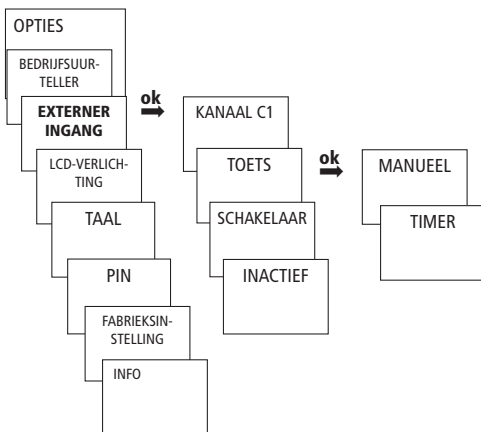 OPTIES
BEDRIJFSUUR-
TELLER
EXTERNER
INGANG
LCD-VERLICH-
TING
TAAL
PIN
FABRIEKSIN-
STELLING
INFO
ok
KANAAL C1
TOETS
SCHAKELAAR
INACTIEF
ok
MANUEEL
TIMER